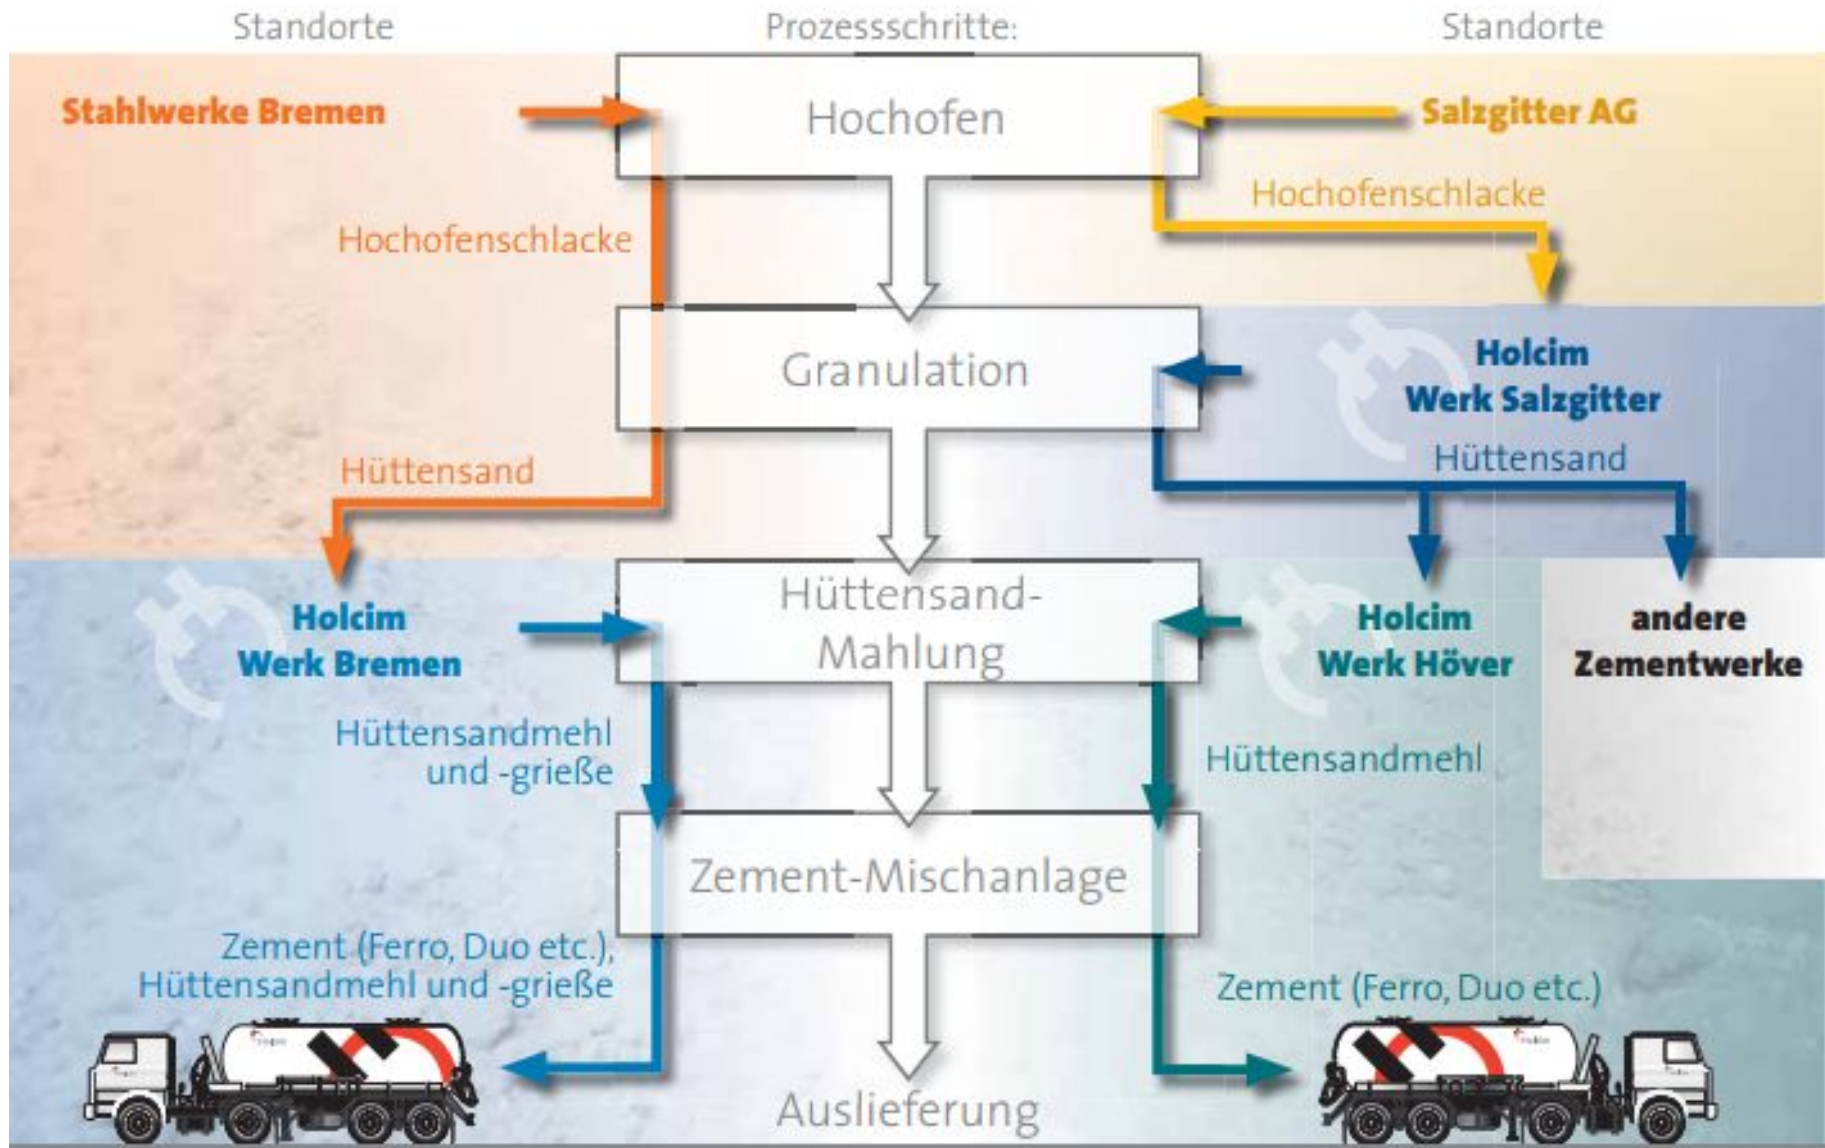 Standorte
Prozessschritte:
Standorte
Stahlwerke Bremen
Hochofen
Salzgitter AG
Hochofenschlacke
Hochofenschlacke
Granulation
Holcim
Werk Salzgitter
Hüttensand
Hüttensand
Holcim
Werk Bremen
Hüttensand-
Mahlung
Holcim
Werk Höver
andere
Zementwerke
Hüttensandmehl
und -grieße
Hüttensandmehl
Zement-Mischanlage
Zement (Ferro, Duo etc.),
Hüttensandmehl und -grieße
Zement (Ferro, Duo etc.)
Auslieferung